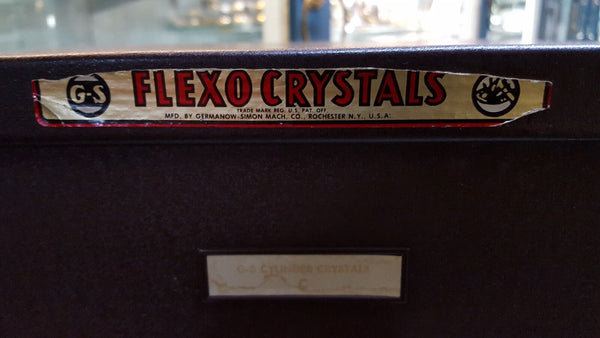 G-S FLEXO CRYSTALS
TRADE MARK REG. U.S. PAT. OFF.
MFD. BY GERMANOW-SIMON MACH. CO., ROCHESTER N.Y., U.S.A.
G-S CYLINDER CRYSTALS
C